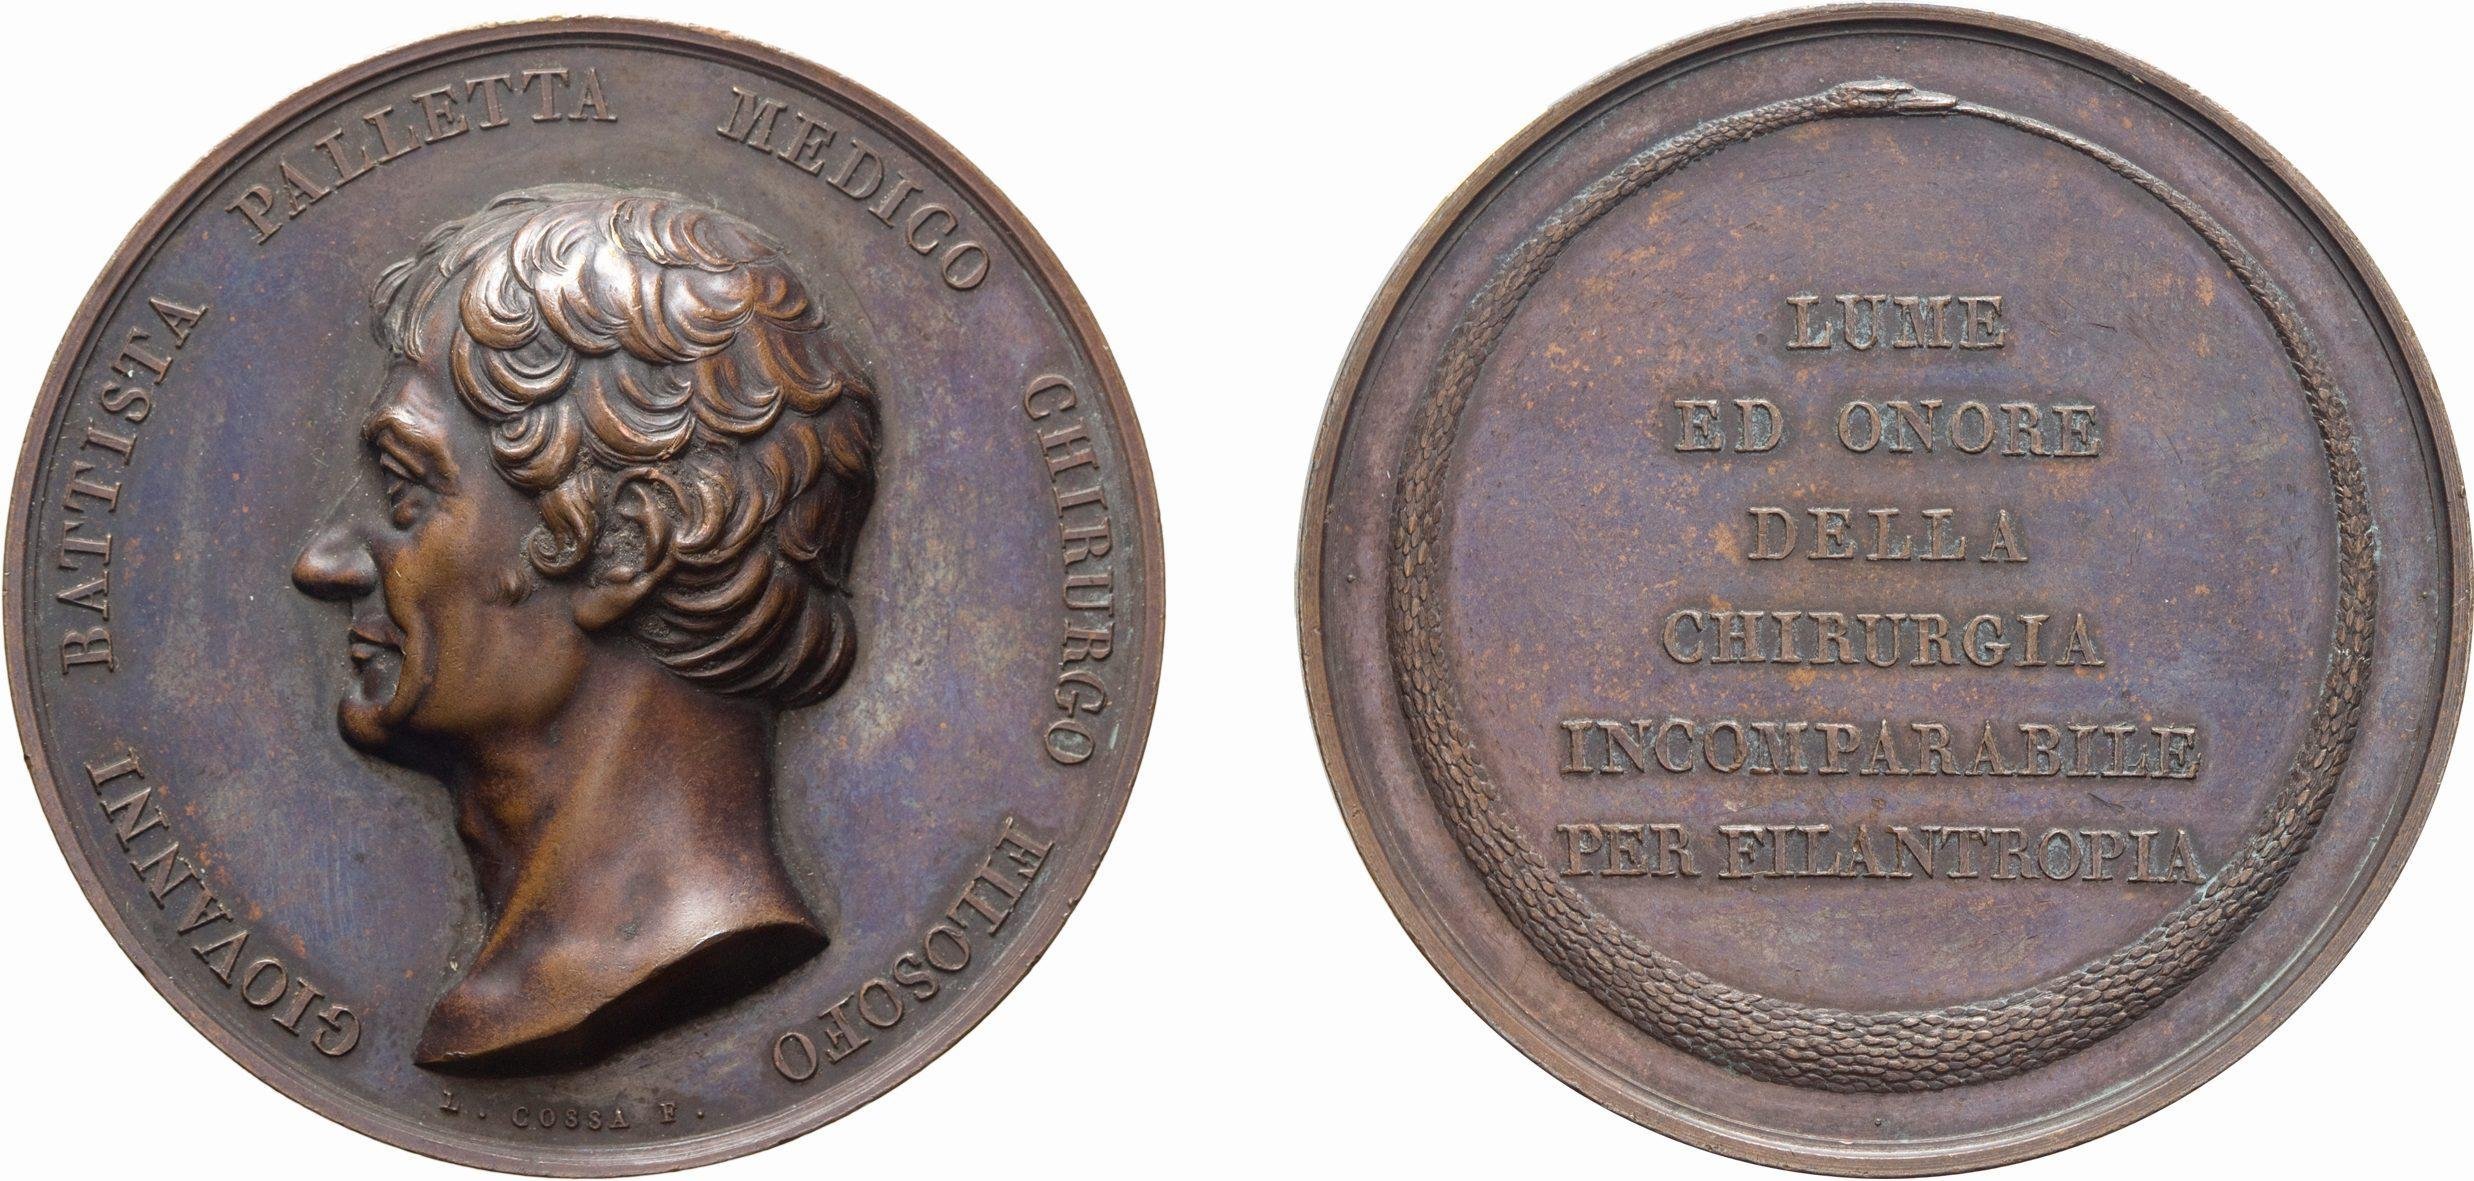 GIOVANNI BATTISTA PALLETTA MEDICO CHIRURGO FILOSOFO
L. COSSA F.
LUME
ED ONORE
DELLA
CHIRURGIA
INCOMPARABILE
PER FILANTROPIA